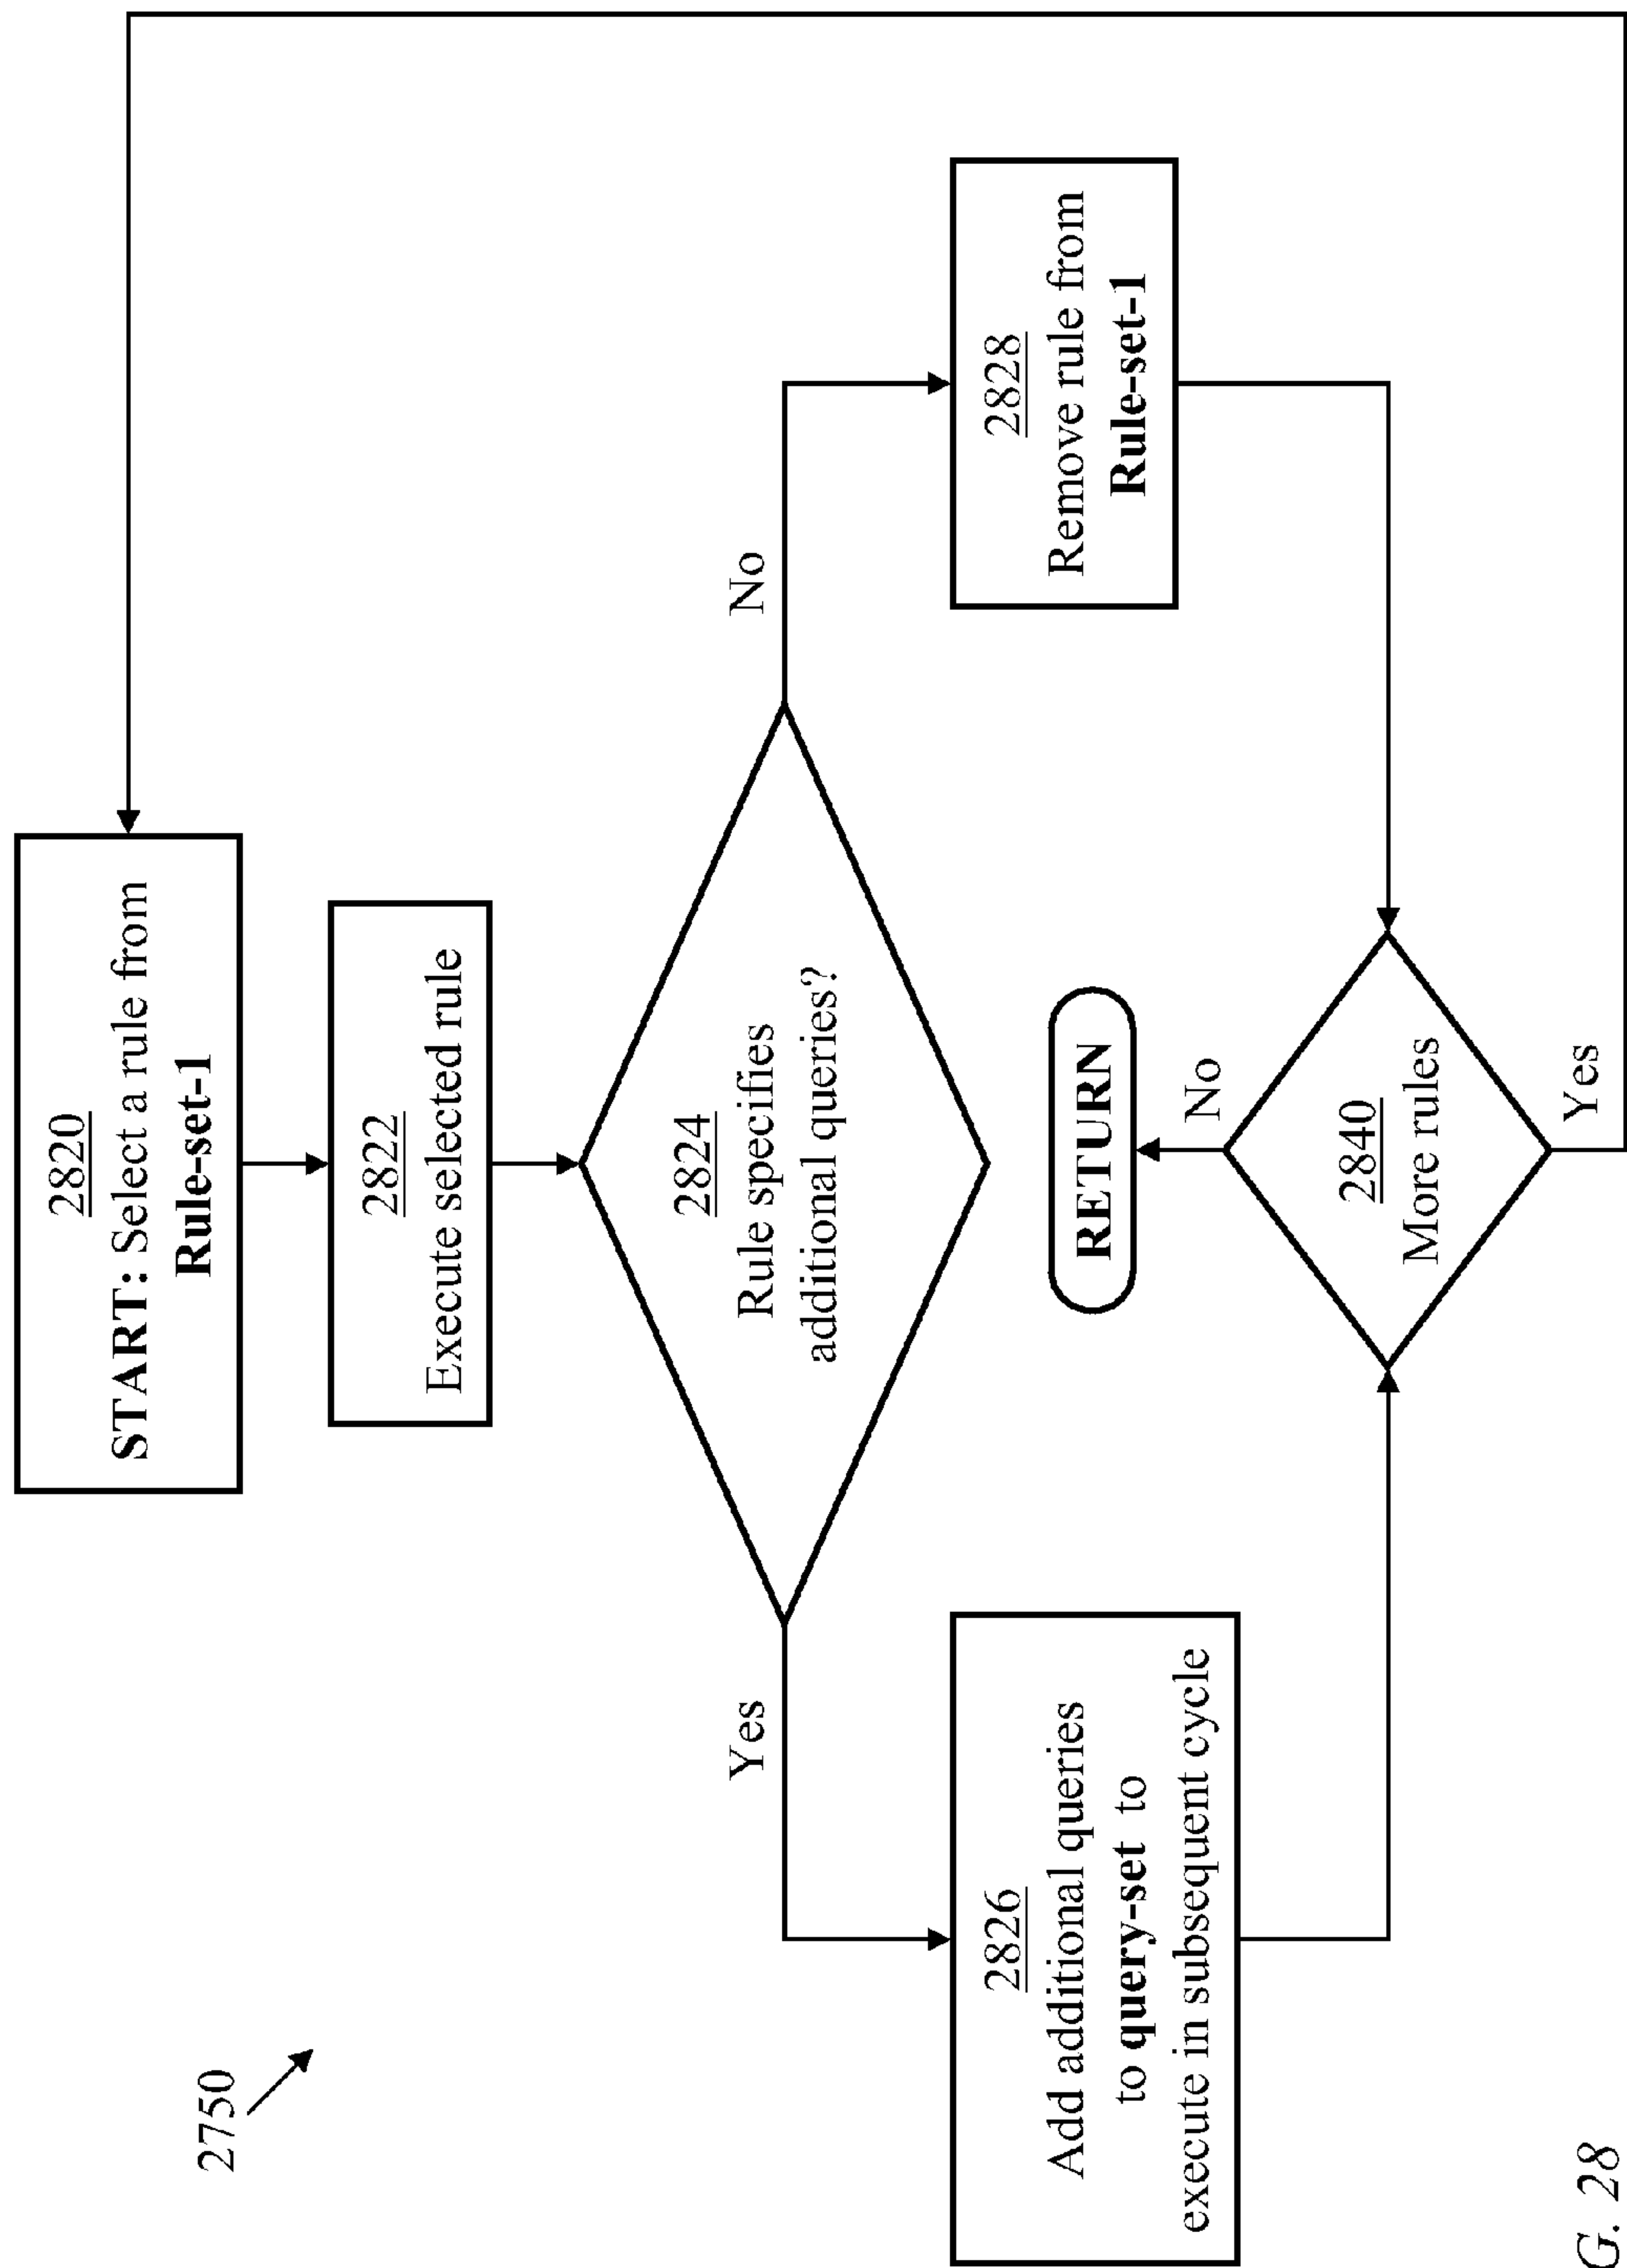 2750
2820
START: Select a rule from
Rule-set-1
2822
Execute selected rule
2824
Rule specifies
additional queries?
Yes
No
2826
Add additional queries
to query-set to
execute in subsequent cycle
2828
Remove rule from
Rule-set-1
RETURN
No
2840
More rules
Yes
G. 28